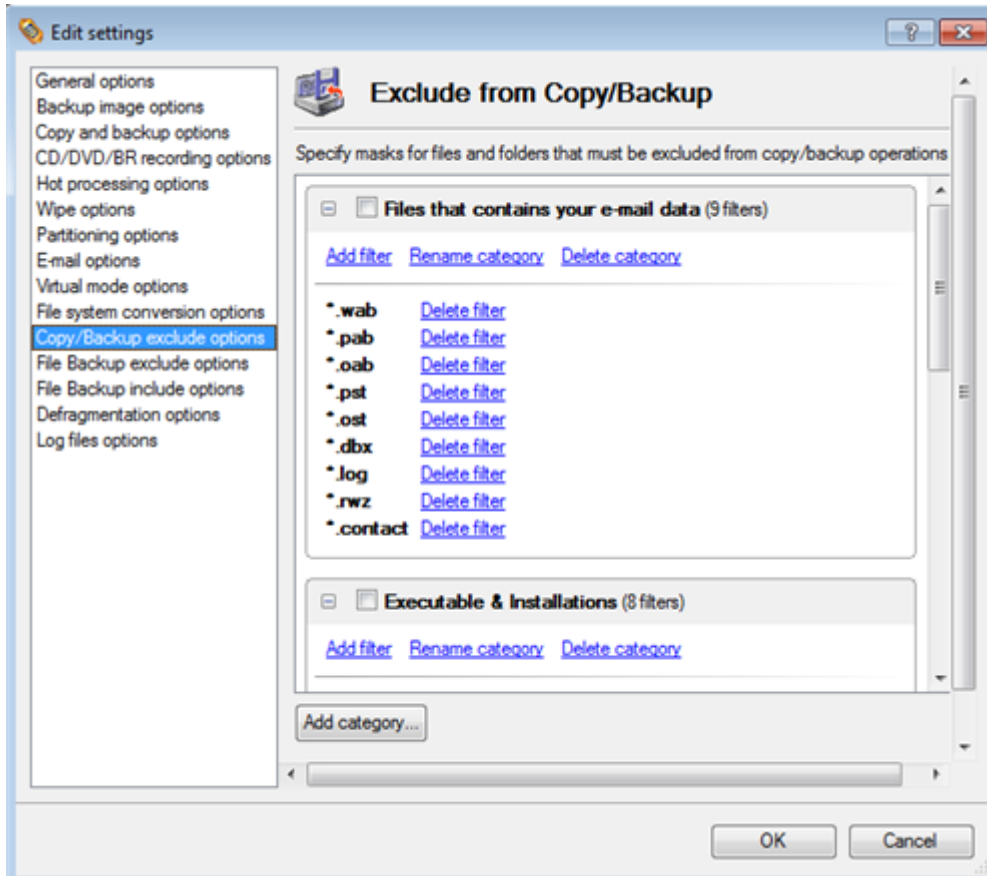 Edit settings
General options
Backup image options
Copy and backup options
CD/DVD/BR recording options
Hot processing options
Wipe options
Partitioning options
E-mail options
Virtual mode options
File system conversion options
Copy/Backup exclude options
File Backup exclude options
File Backup include options
Defragmentation options
Log files options
Exclude from Copy/Backup
Specify masks for files and folders that must be excluded from copy/backup operations
Files that contains your e-mail data (9 filters)
Add filter Rename category Delete category
*.wab Delete filter
*.pab Delete filter
*.oab Delete filter
*.pst Delete filter
*.ost Delete filter
*.dbx Delete filter
*.log Delete filter
*.rwz Delete filter
*.contact Delete filter
Executable & Installations (8 filters)
Add filter Rename category Delete category
Add category...
OK Cancel